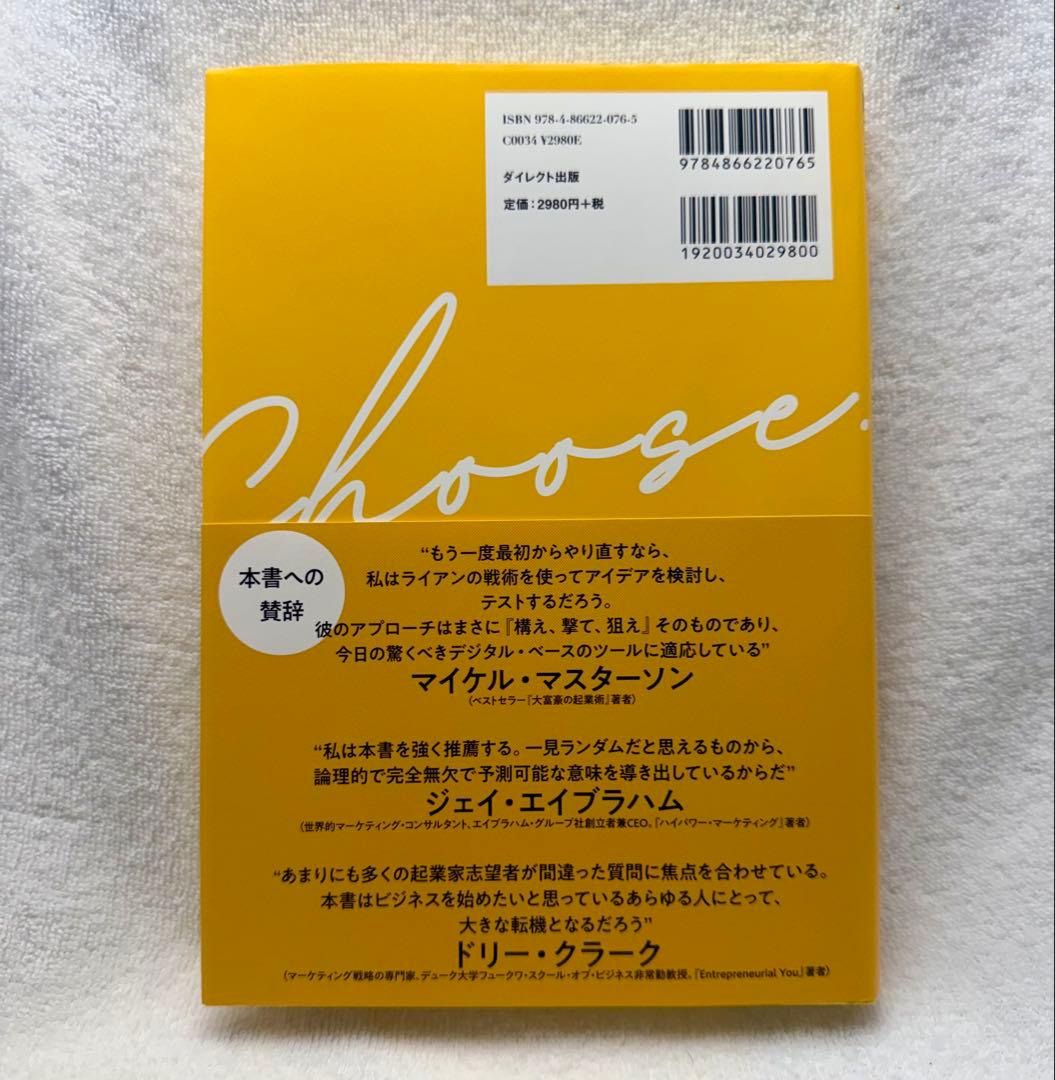 ISBN 978-4-86622-076-5
C0034 ¥2980E
ダイレクト出版
定価：2980円＋税
9784866220765
1920034029800
Choose.
本書への
賛辞
“もう一度最初からやり直すなら、
私はライアンの戦術を使ってアイデアを検討し、
テストするだろう。
彼のアプローチはまさに『構え、撃て、狙え』そのものであり、
今日の驚くべきデジタル・ベースのツールに適応している”
マイケル・マスターソン
（ベストセラー『大富豪の起業術』著者）
“私は本書を強く推薦する。一見ランダムだと思えるものから、
論理的で完全無欠で予測可能な意味を導き出しているからだ”
ジェイ・エイブラハム
（世界的マーケティング・コンサルタント、エイブラハム・グループ社創立者兼CEO。『ハイパワー・マーケティング』著者）
“あまりにも多くの起業家志望者が間違った質問に焦点を合わせている。
本書はビジネスを始めたいと思っているあらゆる人にとって、
大きな転機となるだろう”
ドリー・クラーク
（マーケティング戦略の専門家、デューク大学フュークワ・スクール・オブ・ビジネス非常勤教授。『Entrepreneurial You』著者）